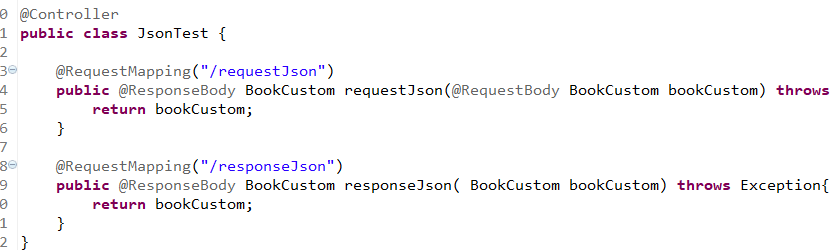 0 @Controller
1 public class JsonTest {
2
3 @RequestMapping("/requestJson")
4 public @ResponseBody BookCustom requestJson(@RequestBody BookCustom bookCustom) throws
5 return bookCustom;
6 }
7
8 @RequestMapping("/responseJson")
9 public @ResponseBody BookCustom responseJson( BookCustom bookCustom) throws Exception{
0 return bookCustom;
1 }
2 }